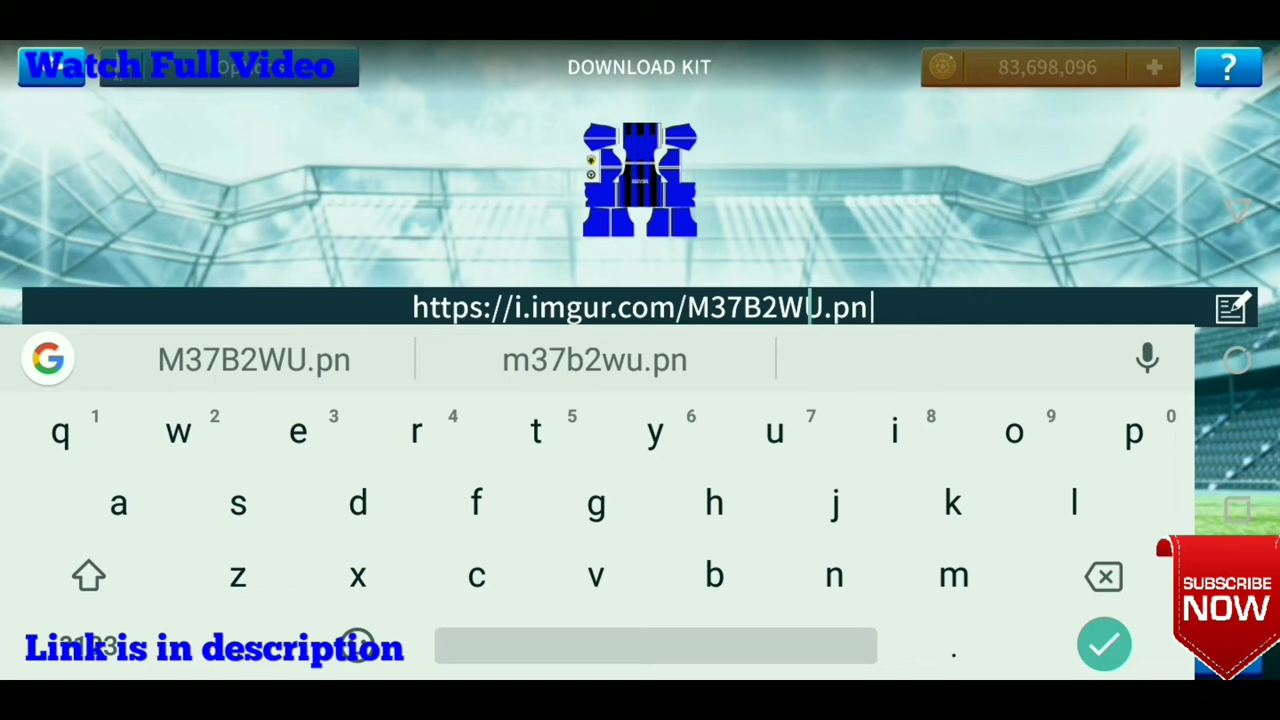 Watch Full Video
DOWNLOAD KIT
83,698,096 +
?
https://i.imgur.com/M37B2WU.pn
G
M37B2WU.pn
m37b2wu.pn
1 2 3 4 5 6 7 8 9 0
q w e r t y u i o p
a s d f g h j k l
z x c v b n m
SUBSCRIBE
NOW
Link is in description
.